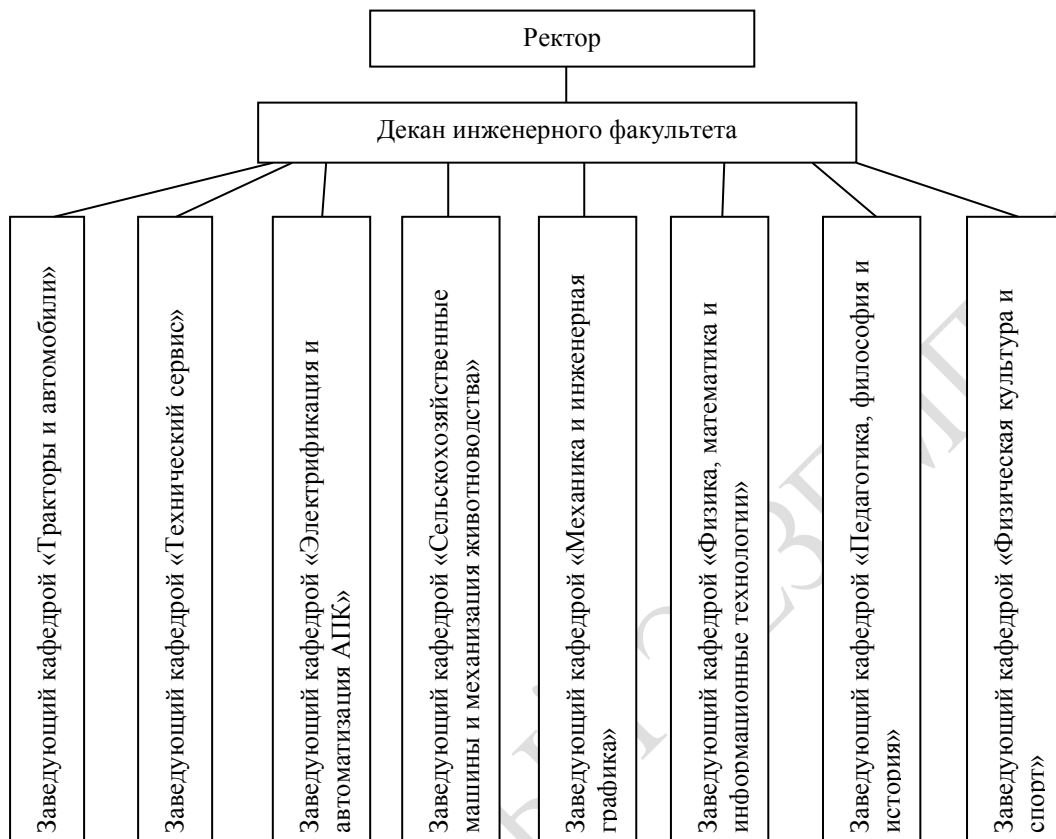 Ректор
Декан инженерного факультета
Заведующий кафедрой «Тракторы и автомобили»
Заведующий кафедрой «Технический сервис»
Заведующий кафедрой «Электрификация и
автоматизация АПК»
Заведующий кафедрой «Сельскохозяйственные
машины и механизация животноводства»
Заведующий кафедрой «Механика и инженерная
графика»
Заведующий кафедрой «Физика, математика и
информационные технологии»
Заведующий кафедрой «Педагогика, философия и
история»
Заведующий кафедрой «Физическая культура и
спорт»